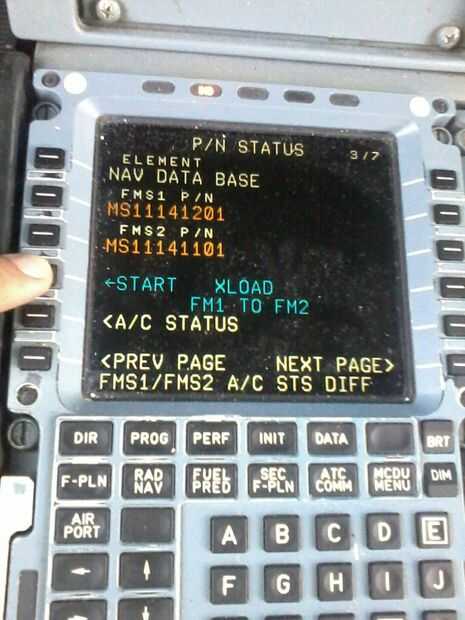 P/N STATUS 3/7
ELEMENT
NAV DATA BASE
FMS1 P/N
MS11141201
FMS2 P/N
MS11141101
←START XLOAD
FM1 TO FM2
<A/C STATUS
<PREV PAGE NEXT PAGE>
FMS1/FMS2 A/C STS DIFF
DIR PROG PERF INIT DATA BRT
F-PLN RAD NAV FUEL PRED SEC F-PLN ATC COMM MCDU MENU DIM
AIR PORT
A B C D E
← ↑ F G H I J